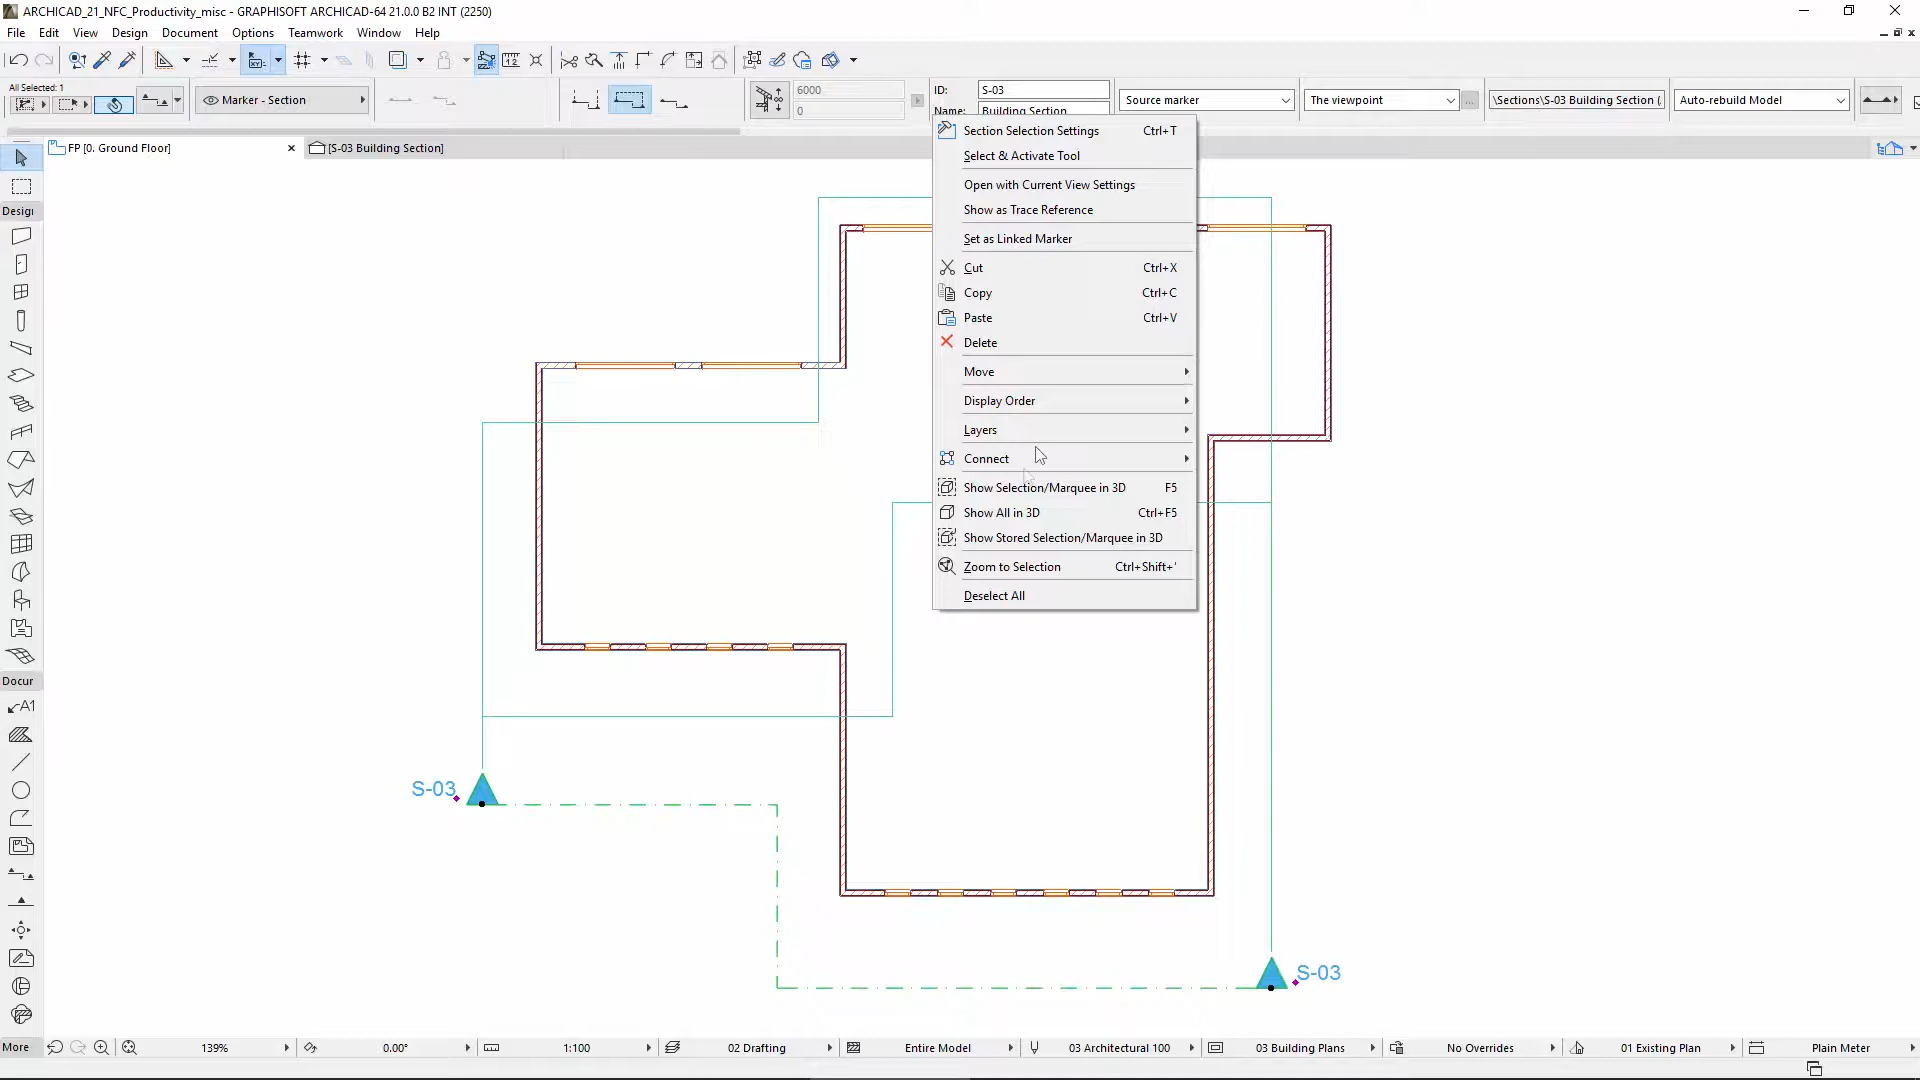 ARCHICAD_21_NFC_Productivity_misc - GRAPHISOFT ARCHICAD-64 21.0.0 B2 INT (2250)
File Edit View Design Document Options Teamwork Window Help
All Selected: 1
Marker - Section
6000
0
ID: S-03
Name: Building Section
Source marker
The viewpoint
...
\Sections\S-03 Building Section (
Auto-rebuild Model
FP [0. Ground Floor]
[S-03 Building Section]
Section Selection Settings Ctrl+T
Select & Activate Tool
Open with Current View Settings
Show as Trace Reference
Set as Linked Marker
Cut Ctrl+X
Copy Ctrl+C
Paste Ctrl+V
Delete
Move
Display Order
Layers
Connect
Show Selection/Marquee in 3D F5
Show All in 3D Ctrl+F5
Show Stored Selection/Marquee in 3D
Zoom to Selection Ctrl+Shift+'
Deselect All
Desigi
Docur
A1
More
S-03
S-03
139% 0.00° 1:100 02 Drafting Entire Model 03 Architectural 100 03 Building Plans No Overrides 01 Existing Plan Plain Meter